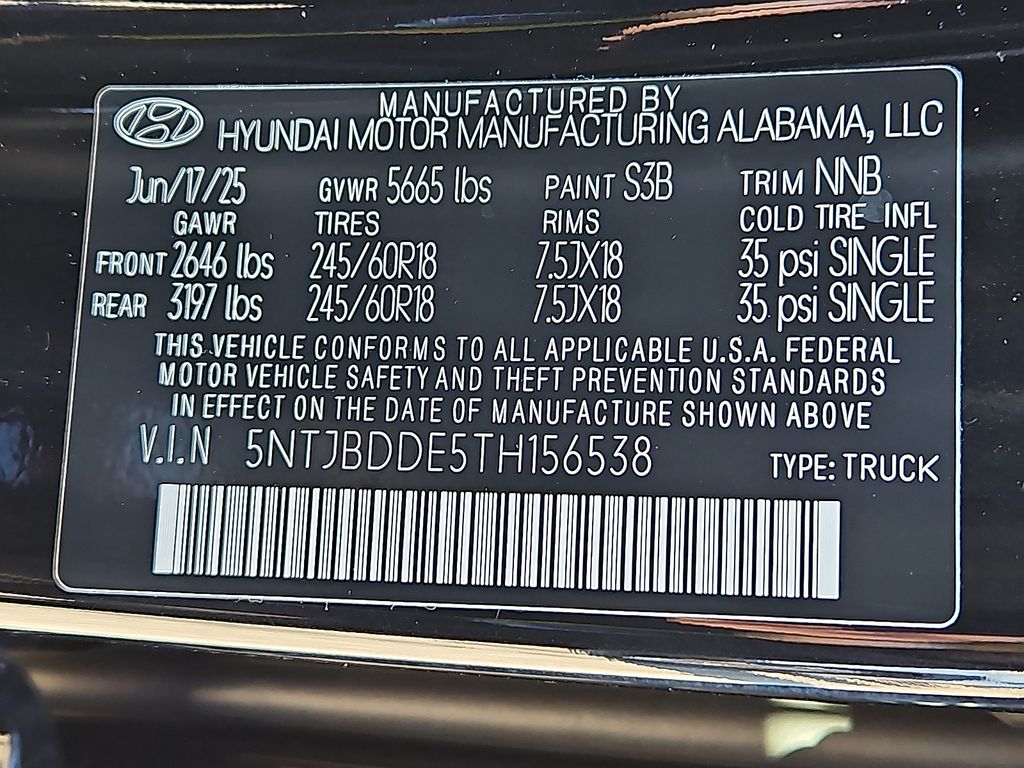 MANUFACTURED BY
HYUNDAI MOTOR MANUFACTURING ALABAMA, LLC
Jun/17/25 GVWR 5665 lbs PAINT S3B TRIM NNB
GAWR TIRES RIMS COLD TIRE INFL
FRONT 2646 lbs 245/60R18 7.5JX18 35 psi SINGLE
REAR 3197 lbs 245/60R18 7.5JX18 35 psi SINGLE
THIS VEHICLE CONFORMS TO ALL APPLICABLE U.S.A. FEDERAL
MOTOR VEHICLE SAFETY AND THEFT PREVENTION STANDARDS
IN EFFECT ON THE DATE OF MANUFACTURE SHOWN ABOVE
V.I.N 5NTJBDDE5TH156538 TYPE: TRUCK